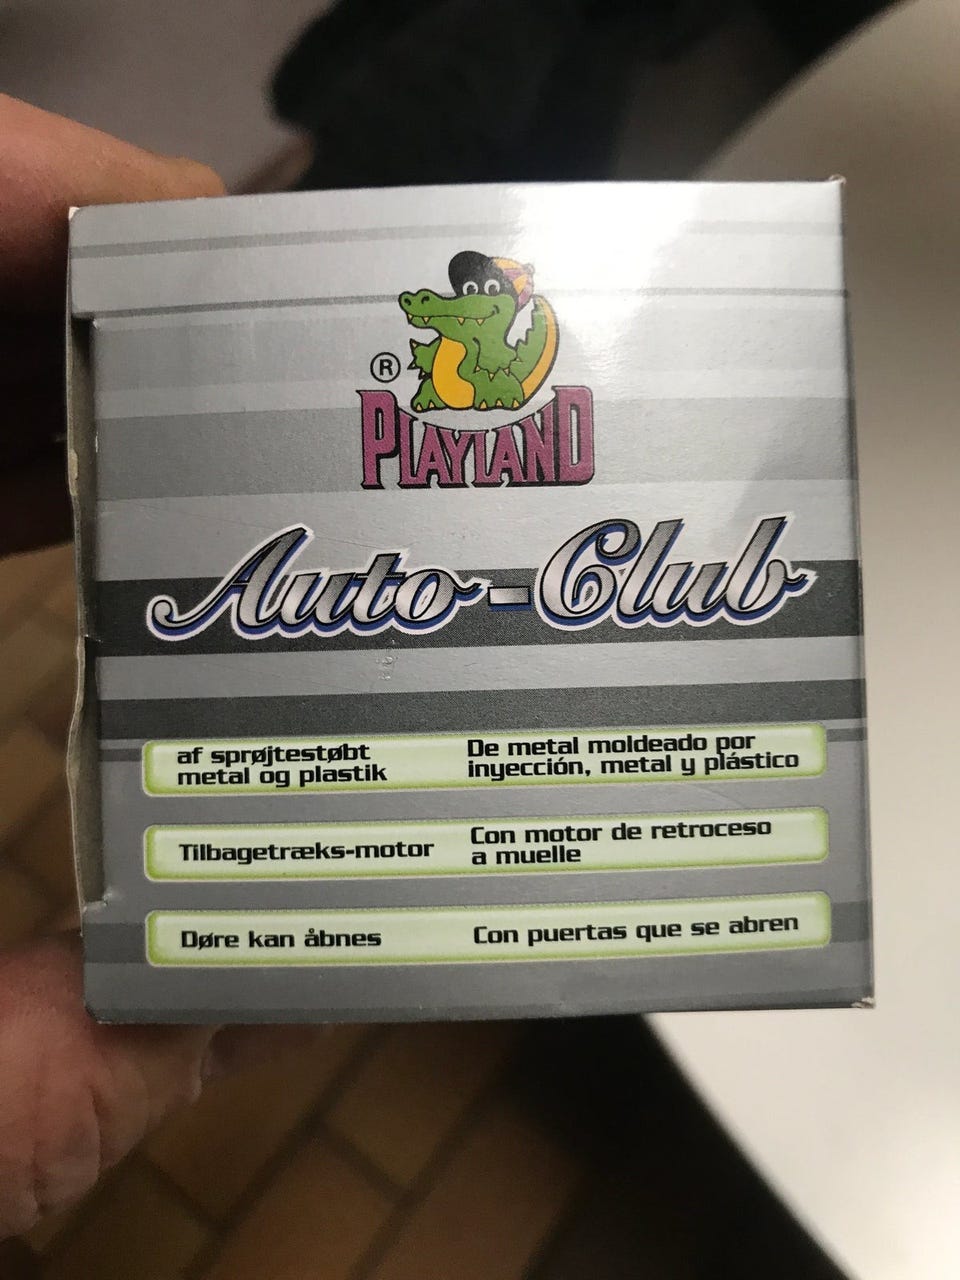 ®
PLAYLAND
Auto-Club
af sprøjtestøbt
metal og plastik
De metal moldeado por
inyección, metal y plástico
Tilbagetræks-motor
Con motor de retroceso
a muelle
Døre kan åbnes
Con puertas que se abren